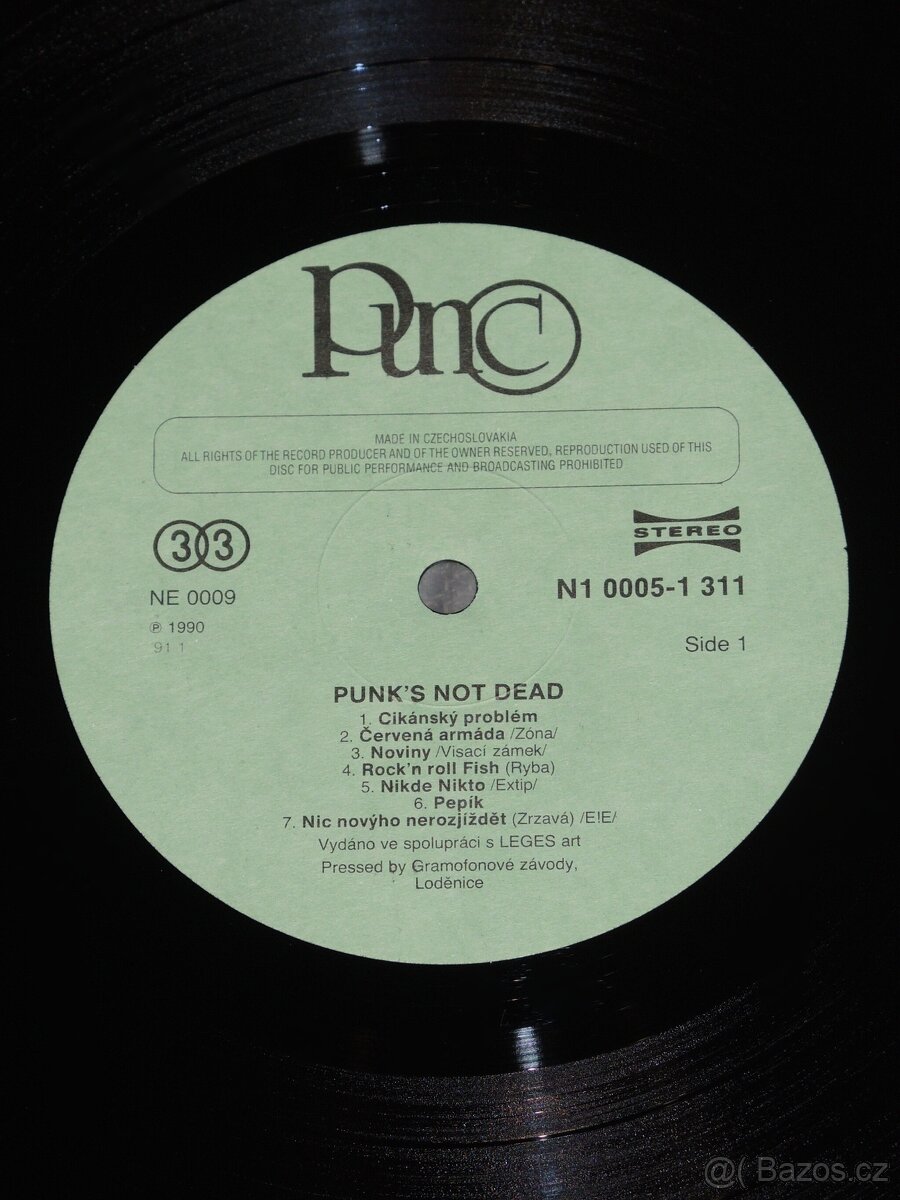 Punc
MADE IN CZECHOSLOVAKIA
ALL RIGHTS OF THE RECORD PRODUCER AND OF THE OWNER RESERVED, REPRODUCTION USED OF THIS
DISC FOR PUBLIC PERFORMANCE AND BROADCASTING PROHIBITED
33
STEREO
NE 0009
N1 0005-1 311
℗ 1990
91 1
Side 1
PUNK'S NOT DEAD
1. Cikánský problém
2. Červená armáda /Zóna/
3. Noviny /Visací zámek/
4. Rock'n roll Fish (Ryba)
5. Nikde Nikto /Extip/
6. Pepík
7. Nic novýho nerozjíždět (Zrzavá) /E!E/
Vydáno ve spolupráci s LEGES art
Pressed by Gramofonové závody,
Loděnice
@( Bazos.cz